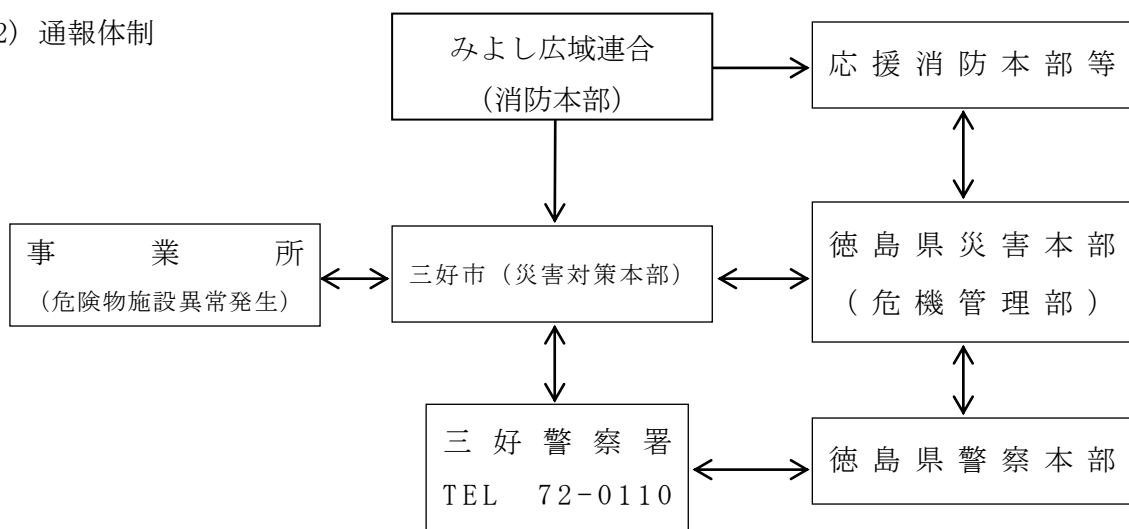 2) 通報体制
みよし広域連合
(消防本部)
応援消防本部等
事業所
(危険物施設異常発生)
三好市(災害対策本部)
徳島県災害本部
(危機管理部)
三好警察署
TEL 72-0110
徳島県警察本部